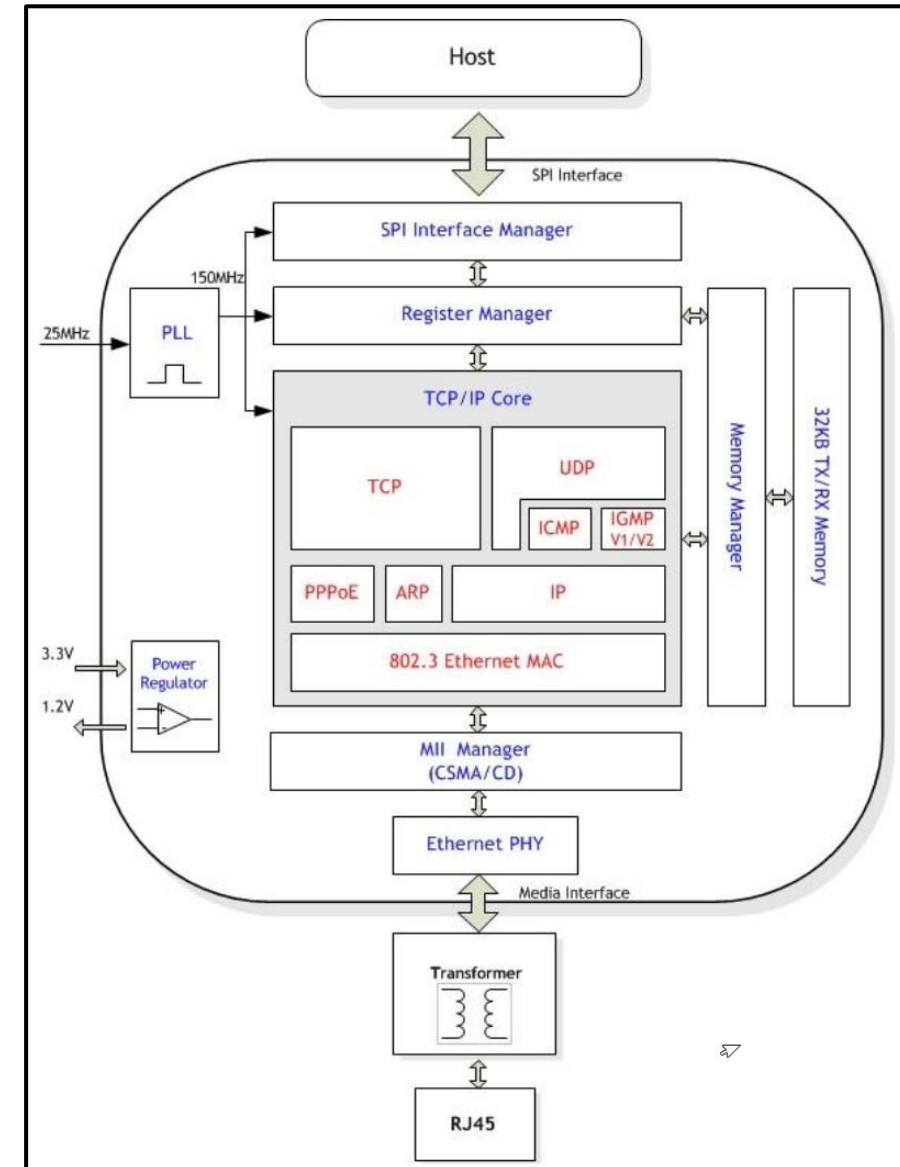 Host
SPI Interface
SPI Interface Manager
150MHz
Register Manager
25MHz
PLL
TCP/IP Core
TCP
UDP
ICMP
IGMP
V1/V2
PPPoE
ARP
IP
802.3 Ethernet MAC
Memory Manager
32KB TX/RX Memory
3.3V
1.2V
Power
Regulator
MII Manager
(CSMA/CD)
Ethernet PHY
Media Interface
Transformer
RJ45